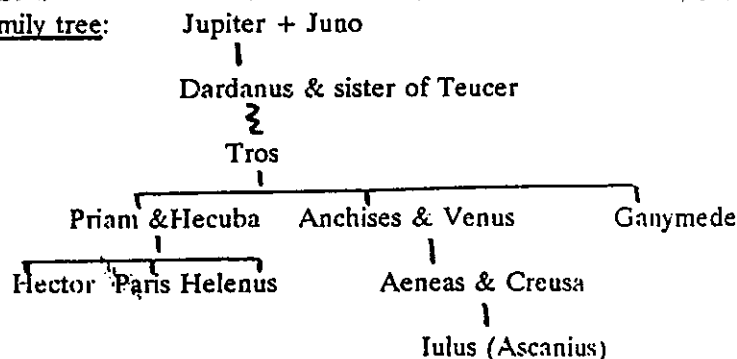 mily tree: Jupiter + Juno
Dardanus & sister of Teucer
Tros
Priam &Hecuba Anchises & Venus Ganymede
Hector Paris Helenus Aeneas & Creusa
Iulus (Ascanius)